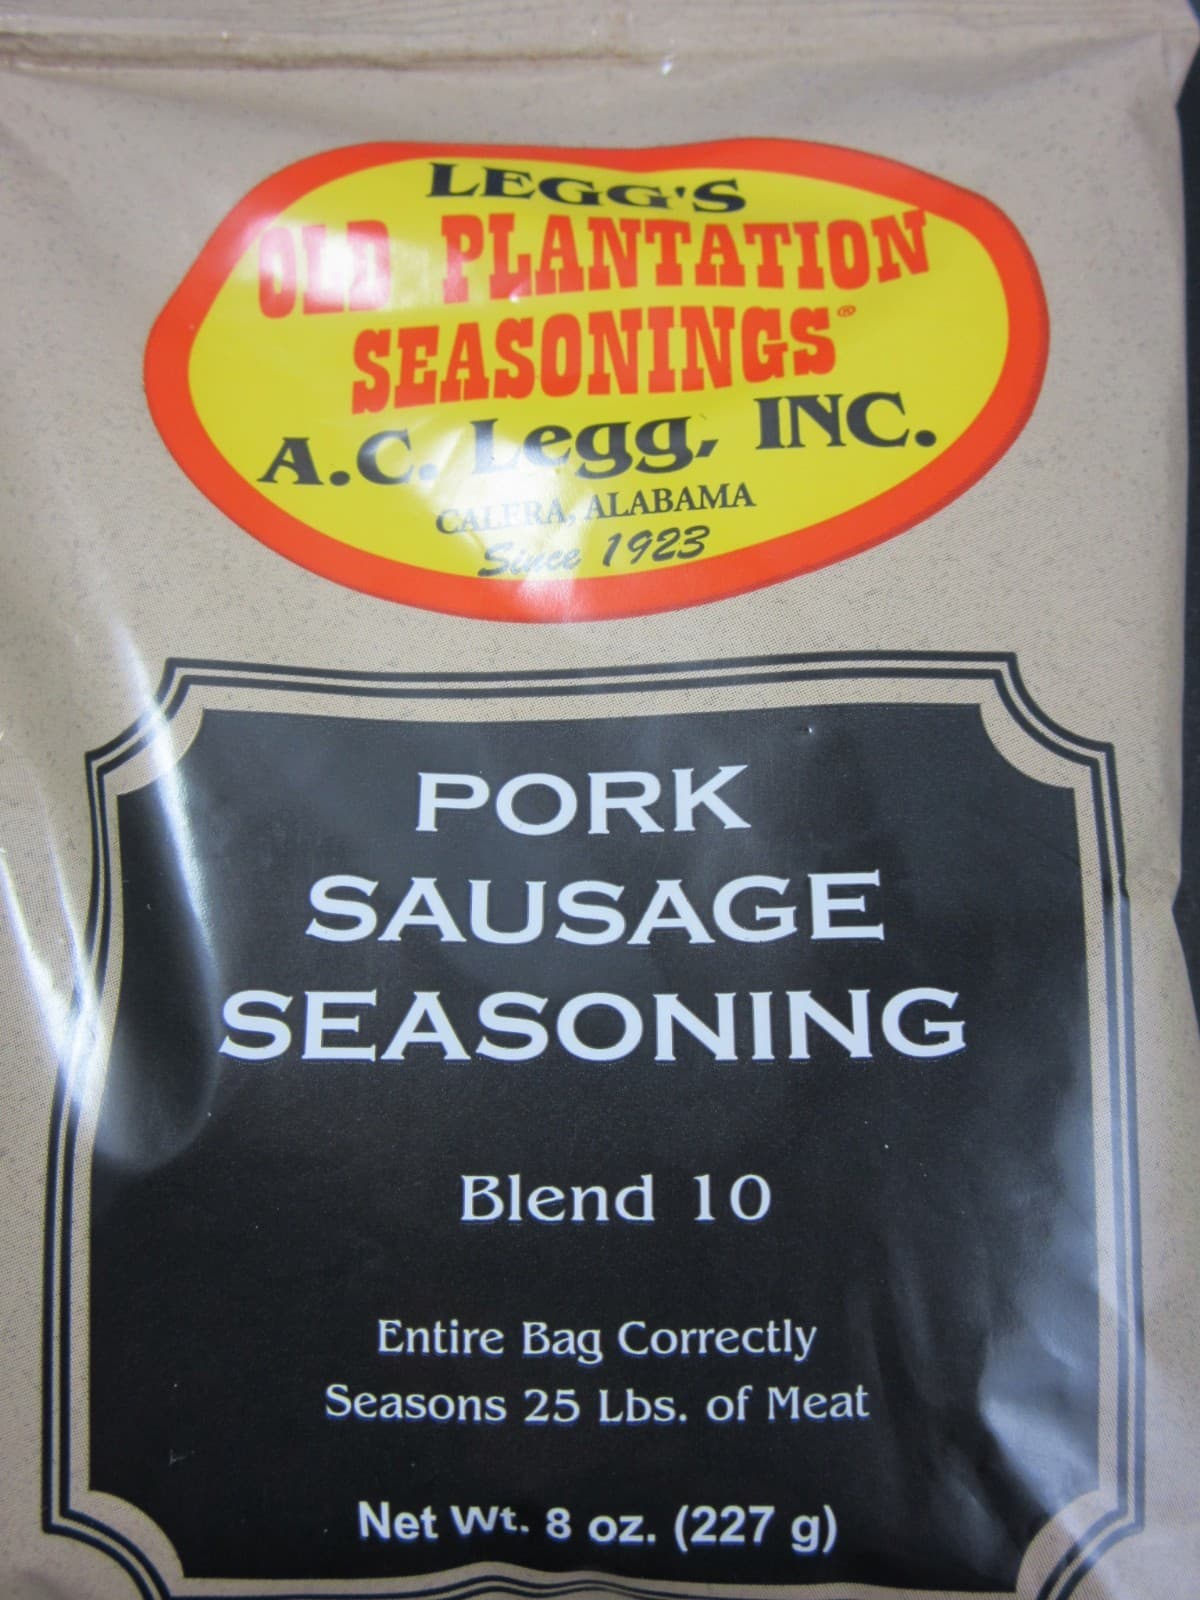 LEGG'S
OLD PLANTATION
SEASONINGS®
A.C. Legg, INC.
CALERA, ALABAMA
Since 1923
PORK
SAUSAGE
SEASONING
Blend 10
Entire Bag Correctly
Seasons 25 Lbs. of Meat
Net Wt. 8 oz. (227 g)